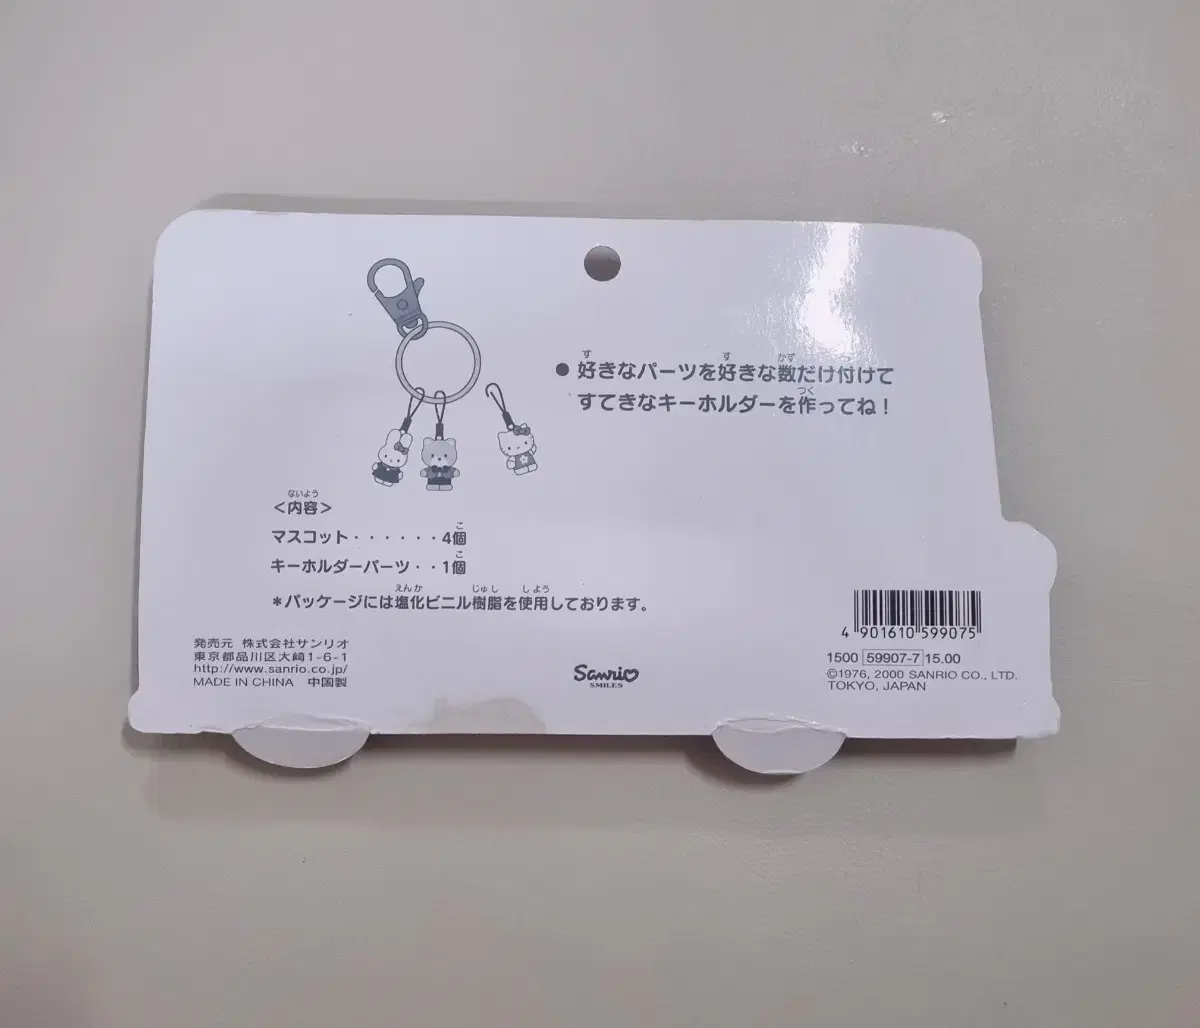 ● 好きなパーツを好きな数だけ付けて
すてきなキーホルダーを作ってね！
＜内容＞
マスコット・・・・・・4個
キーホルダーパーツ・・1個
＊パッケージには塩化ビニル樹脂を使用しております。
発売元 株式会社サンリオ
東京都品川区大崎1-6-1
http://www.sanrio.co.jp/
MADE IN CHINA 中国製
Sanrio
SMILES
4 901610 599075
1500 59907-7 15.00
©1976, 2000 SANRIO CO., LTD.
TOKYO, JAPAN